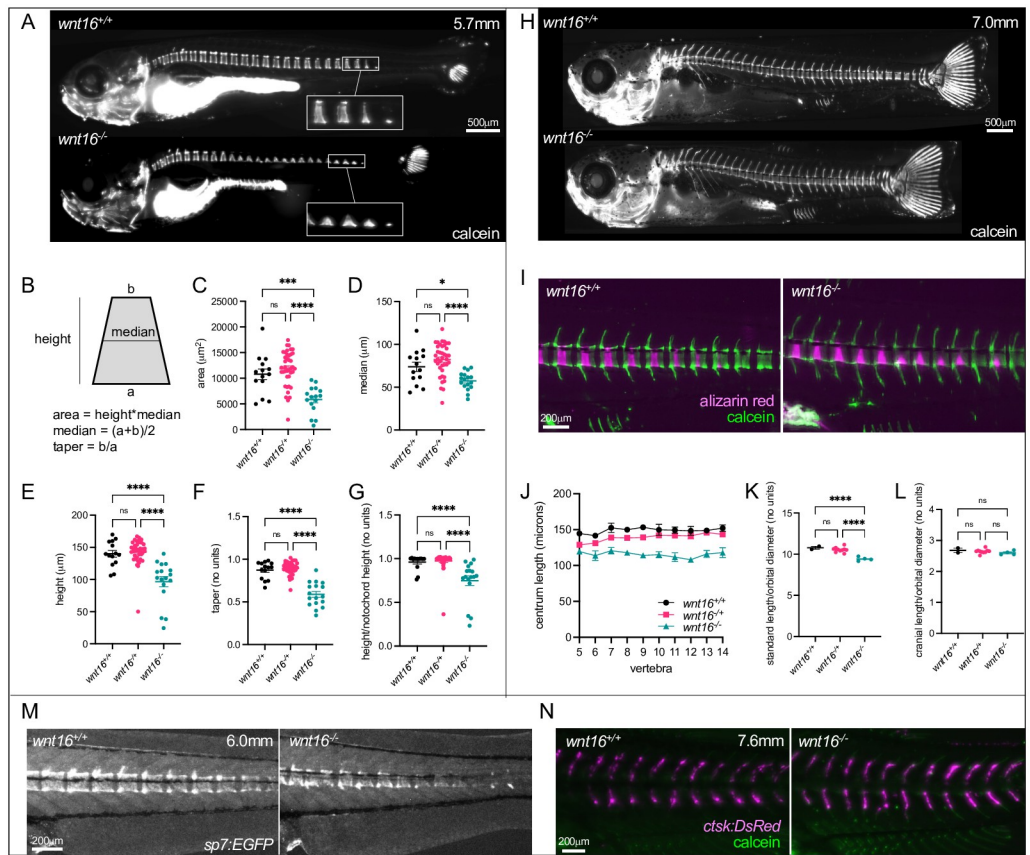 A
wnt16+/+
5.7mm
500μm
wnt16-/-
calcein
H
wnt16+/+
7.0mm
500μm
wnt16-/-
calcein
B
b
height
median
a
area = height*median
median = (a+b)/2
taper = b/a
C
***
ns
****
area (μm2)
25000
20000
15000
10000
5000
0
wnt16+/+
wnt16-/+
wnt16-/-
D
*
ns
****
median (μm)
150
100
50
0
wnt16+/+
wnt16-/+
wnt16-/-
I
wnt16+/+
wnt16-/-
alizarin red
calcein
200μm
E
****
ns
****
height (μm)
200
150
100
50
0
wnt16+/+
wnt16-/+
wnt16-/-
F
****
ns
****
taper (no units)
1.5
1.0
0.5
0.0
wnt16+/+
wnt16-/+
wnt16-/-
G
****
ns
****
height/notochord height (no units)
1.5
1.0
0.5
0.0
wnt16+/+
wnt16-/+
wnt16-/-
J
centrum length (microns)
200
150
100
50
0
5 6 7 8 9 10 11 12 13 14
vertebra
wnt16+/+
wnt16-/+
wnt16-/-
K
****
ns
****
standard length/orbital diameter (no units)
15
10
5
0
wnt16+/+
wnt16-/+
wnt16-/-
L
ns
ns
ns
cranial length/orbital diameter (no units)
4
3
2
1
0
wnt16+/+
wnt16-/+
wnt16-/-
M
wnt16+/+
6.0mm
wnt16-/-
200μm
sp7:EGFP
N
wnt16+/+
7.6mm
wnt16-/-
200μm
ctsk:DsRed
calcein